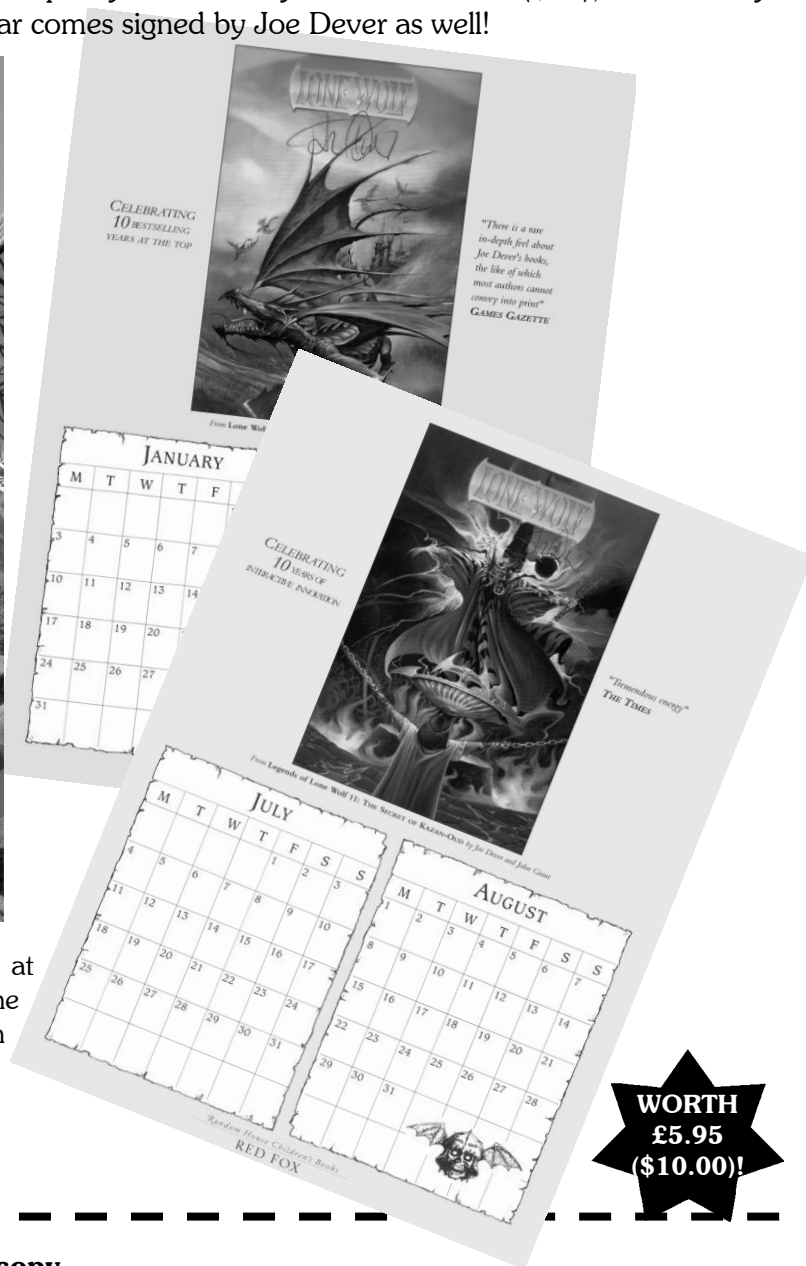 ar comes signed by Joe Dever as well!
LONE WOLF
CELEBRATING
10 BESTSELLING
YEARS AT THE TOP
"There is a rare
in-depth feel about
Joe Dever's books,
the like of which
most authors cannot
convey into print"
GAMES GAZETTE
From Lone Wol
JANUARY
M T W T F
3 4 5 6 7
10 11 12 13 14
17 18 19 20
24 25 26 27
31
LONE WOLF
CELEBRATING
10 YEARS OF
INTERACTIVE INNOVATION
"Tremendous energy"
THE TIMES
From Legends of Lone Wolf 11: THE SECRET OF KAZAN-OUD by Joe Dever and John Grant
JULY
M T W T F S S
1 2 3
4 5 6 7 8 9 10
11 12 13 14 15 16 17
18 19 20 21 22 23 24
25 26 27 28 29 30 31
AUGUST
M T W T F S S
1 2 3 4 5 6 7
8 9 10 11 12 13 14
15 16 17 18 19 20 21
22 23 24 25 26 27 28
29 30 31
Random House Children's Books
RED FOX
at
WORTH
£5.95
($10.00)!